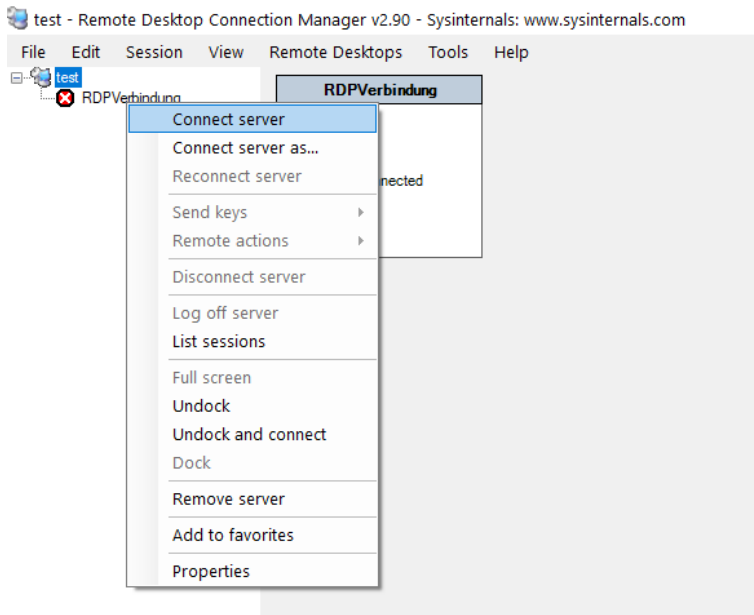 test - Remote Desktop Connection Manager v2.90 - Sysinternals: www.sysinternals.com
File Edit Session View Remote Desktops Tools Help
test
RDPVerbindung
RDPVerbindung
nected
Connect server
Connect server as...
Reconnect server
Send keys
Remote actions
Disconnect server
Log off server
List sessions
Full screen
Undock
Undock and connect
Dock
Remove server
Add to favorites
Properties